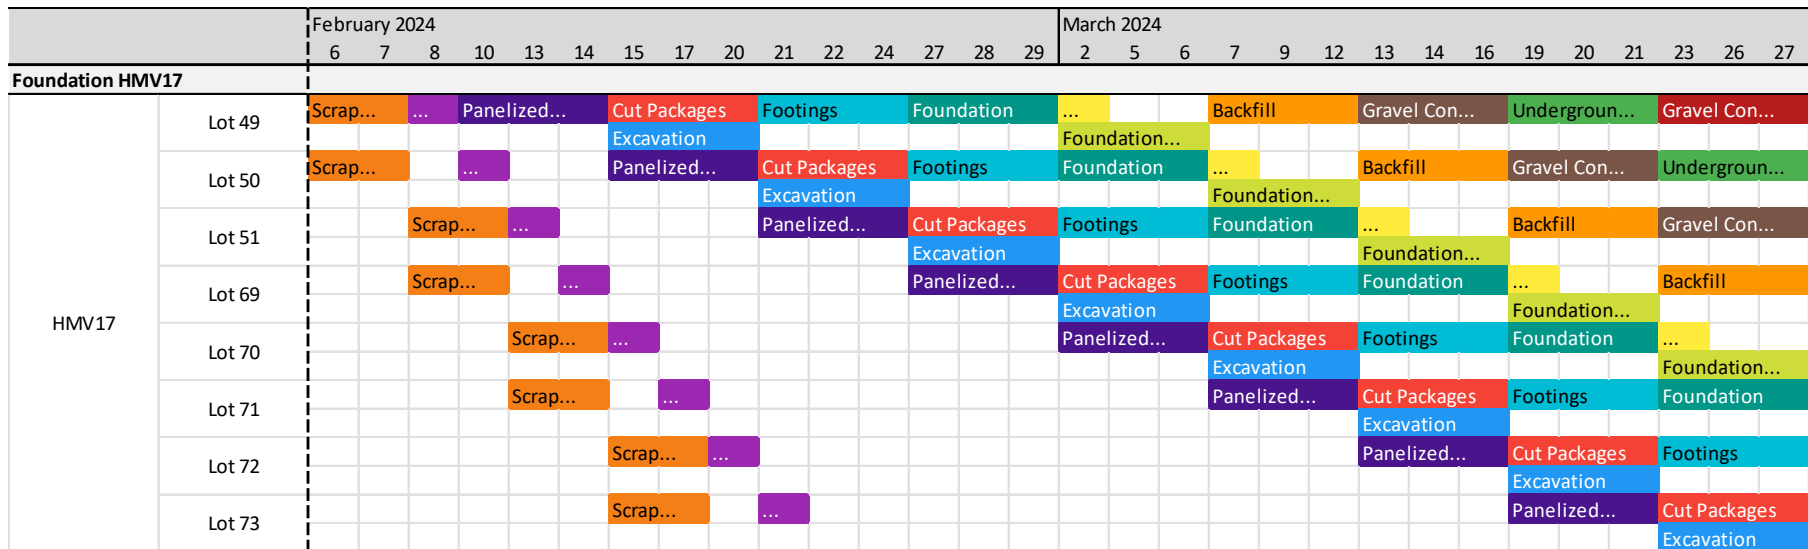 February 2024 March 2024
6 7 8 10 13 14 15 17 20 21 22 24 27 28 29 2 5 6 7 9 12 13 14 16 19 20 21 23 26 27
Foundation HMV17
HMV17
Lot 49 Scrap... ... Panelized... Cut Packages Footings Foundation ... Backfill Gravel Con... Undergroun... Gravel Con...
Excavation Foundation...
Lot 50 Scrap... ... Panelized... Cut Packages Footings Foundation ... Backfill Gravel Con... Undergroun...
Excavation Foundation...
Lot 51 Scrap... ... Panelized... Cut Packages Footings Foundation ... Backfill Gravel Con...
Excavation Foundation...
Lot 69 Scrap... ... Panelized... Cut Packages Footings Foundation ... Backfill
Excavation Foundation...
Lot 70 Scrap... ... Panelized... Cut Packages Footings Foundation ...
Excavation Foundation...
Lot 71 Scrap... ... Panelized... Cut Packages Footings Foundation
Excavation
Lot 72 Scrap... ... Panelized... Cut Packages Footings
Excavation
Lot 73 Scrap... ... Panelized... Cut Packages
Excavation